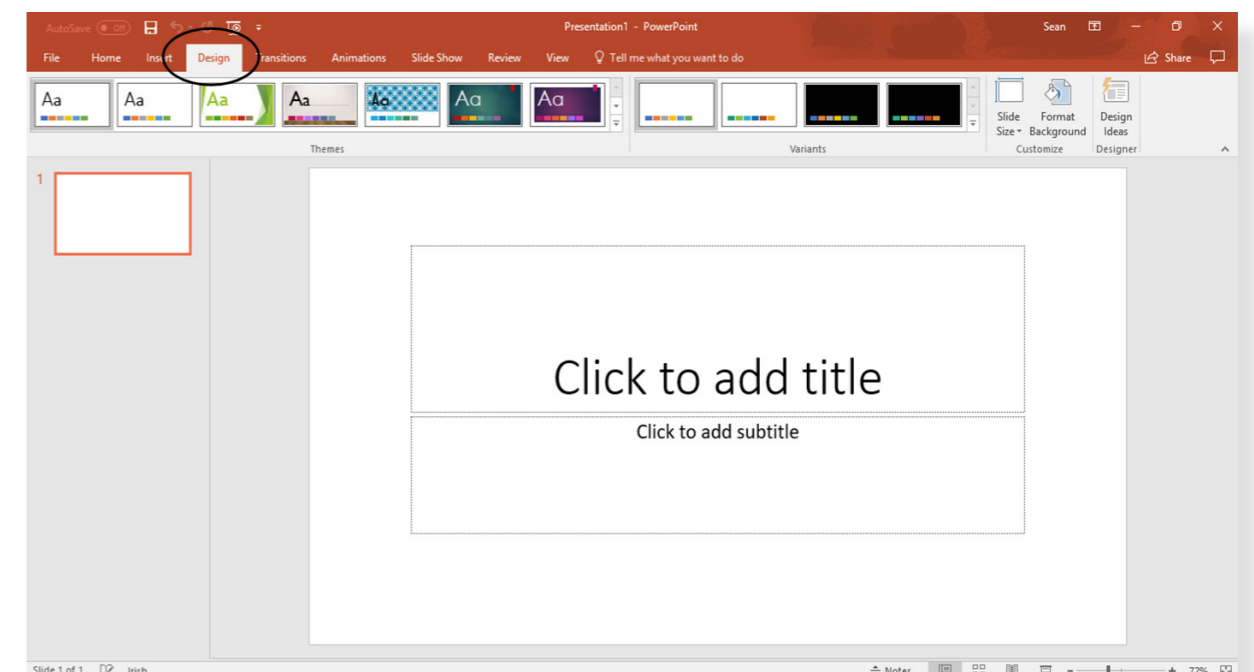 AutoSave Off Presentation1 - PowerPoint Sean
File Home Insert Design Transitions Animations Slide Show Review View Tell me what you want to do Share
Aa Aa Aa Aa Aa Aa Aa
Slide Size Format Background Design Ideas
Themes Variants Customize Designer
1
Click to add title
Click to add subtitle
Slide 1 of 1 Irish Notes 72%